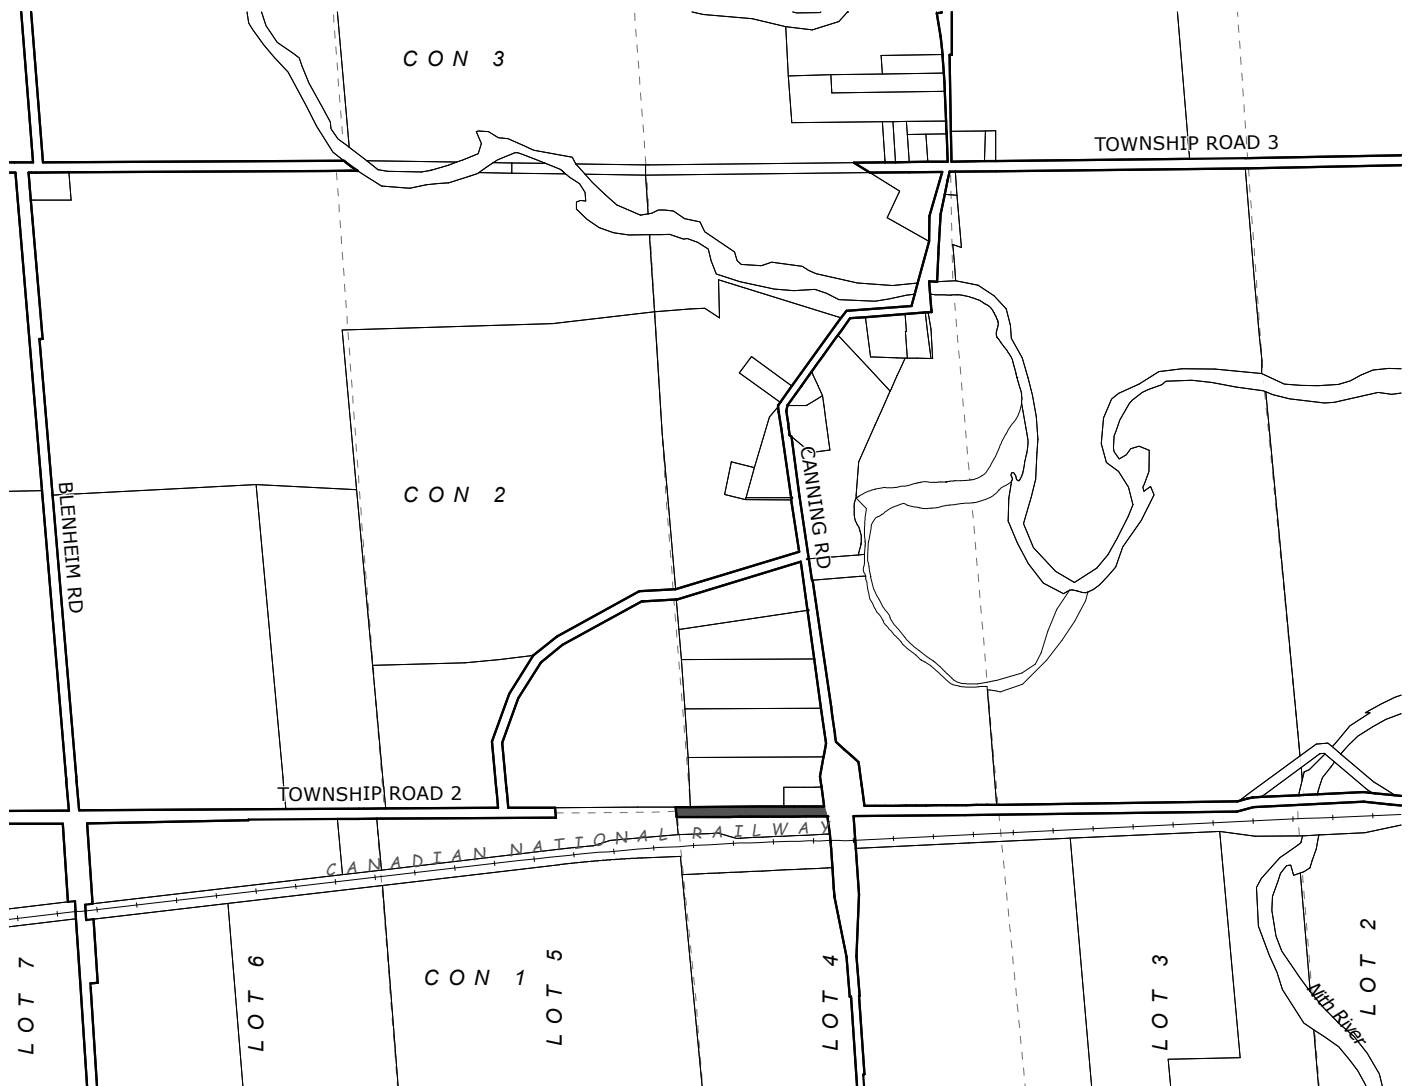 CON 3
TOWNSHIP ROAD 3
CON 2
CANNING RD
BLENHEIM RD
TOWNSHIP ROAD 2
CANADIAN NATIONAL RAILWAY
LOT 7
LOT 6
CON 1
LOT 5
LOT 4
LOT 3
LOT 2
Nith River